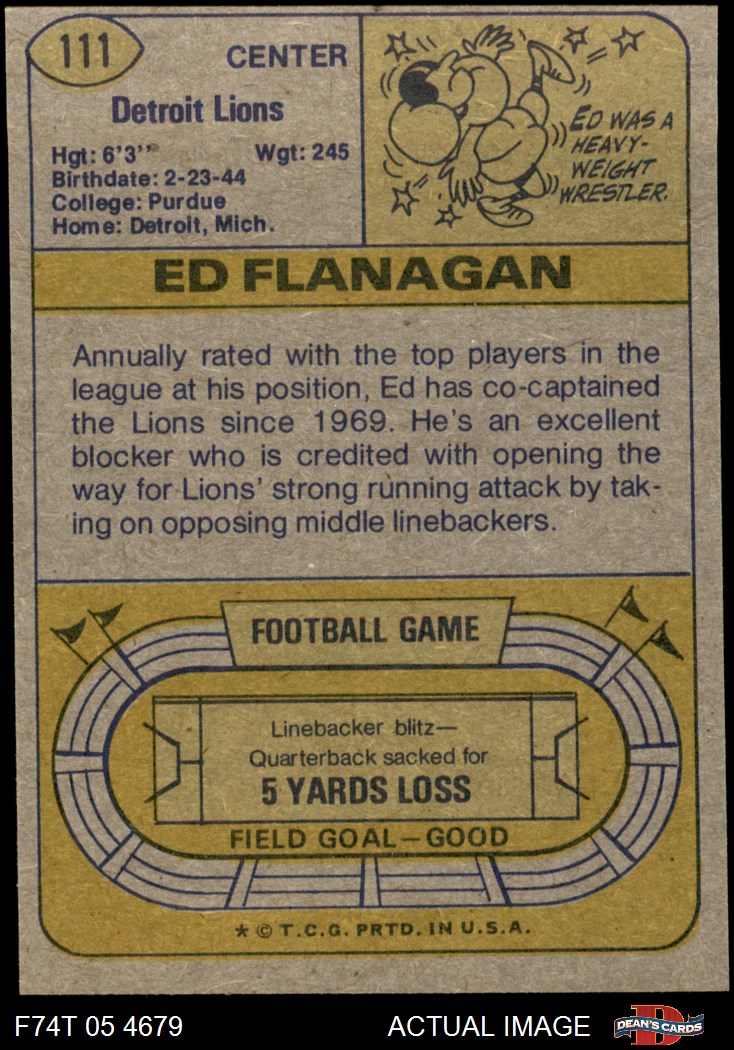 111
CENTER
Detroit Lions
Hgt: 6'3" Wgt: 245
Birthdate: 2-23-44
College: Purdue
Home: Detroit, Mich.
ED WAS A
HEAVY-
WEIGHT
WRESTLER.
ED FLANAGAN
Annually rated with the top players in the
league at his position, Ed has co-captained
the Lions since 1969. He's an excellent
blocker who is credited with opening the
way for Lions' strong running attack by tak-
ing on opposing middle linebackers.
FOOTBALL GAME
Linebacker blitz—
Quarterback sacked for
5 YARDS LOSS
FIELD GOAL—GOOD
* © T.C.G. PRTD. IN U.S.A.
F74T 05 4679 ACTUAL IMAGE
D
DEAN'S CARDS